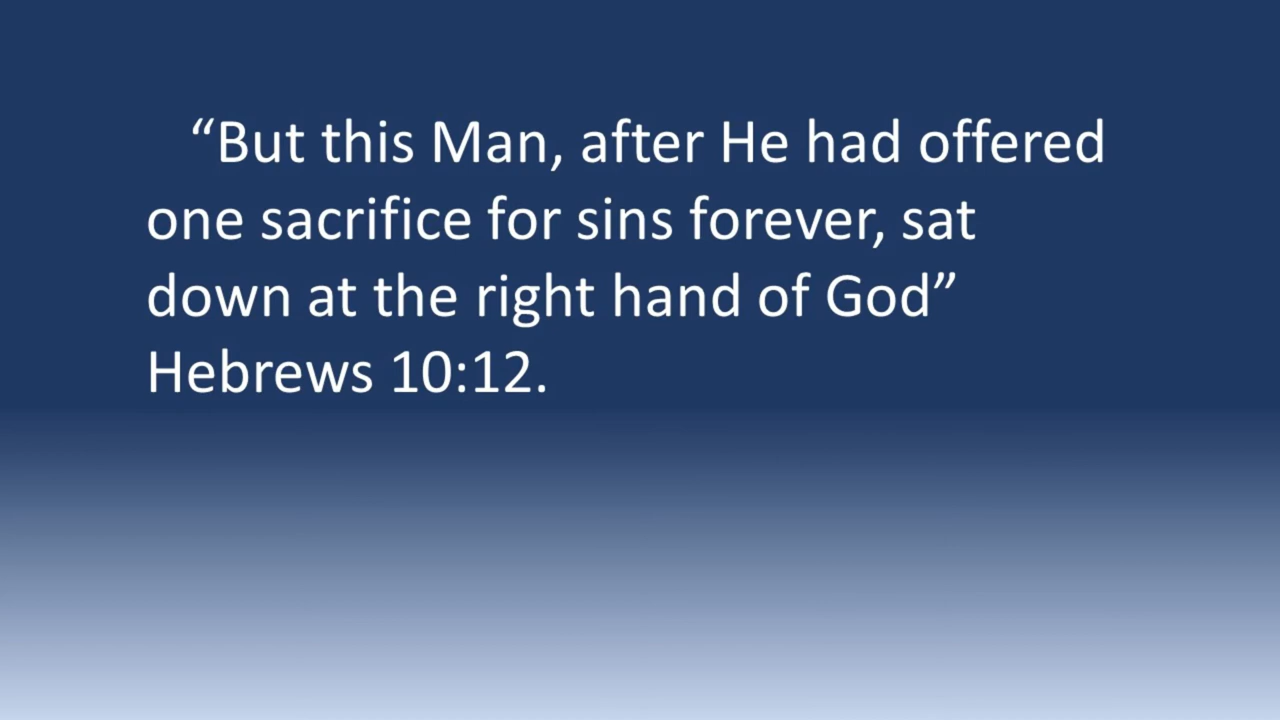 “But this Man, after He had offered
one sacrifice for sins forever, sat
down at the right hand of God”
Hebrews 10:12.